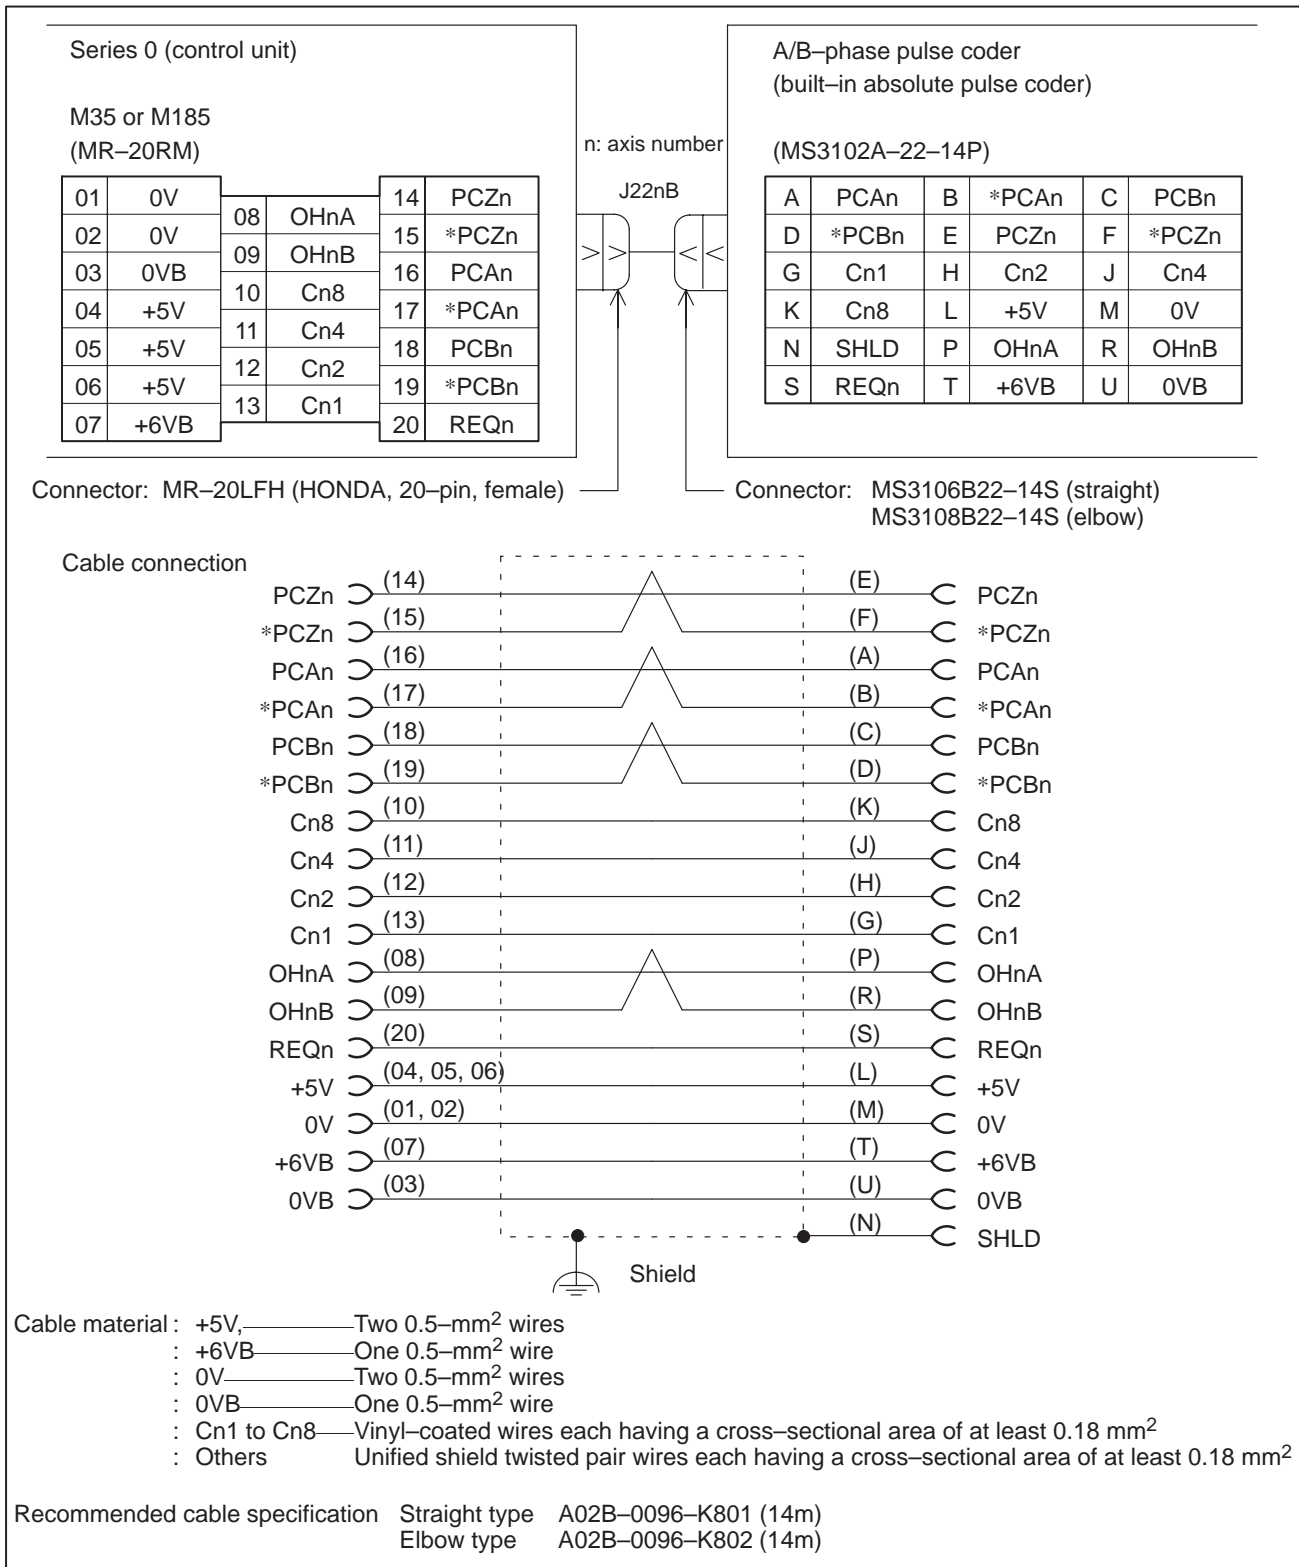 Series 0 (control unit)
M35 or M185
(MR–20RM)
01 0V
02 0V
03 0VB
04 +5V
05 +5V
06 +5V
07 +6VB
08 OHnA
09 OHnB
10 Cn8
11 Cn4
12 Cn2
13 Cn1
14 PCZn
15 *PCZn
16 PCAn
17 *PCAn
18 PCBn
19 *PCBn
20 REQn
n: axis number
J22nB
A/B–phase pulse coder
(built–in absolute pulse coder)
(MS3102A–22–14P)
A PCAn B *PCAn C PCBn
D *PCBn E PCZn F *PCZn
G Cn1 H Cn2 J Cn4
K Cn8 L +5V M 0V
N SHLD P OHnA R OHnB
S REQn T +6VB U 0VB
Connector: MR–20LFH (HONDA, 20–pin, female)
Connector: MS3106B22–14S (straight)
MS3108B22–14S (elbow)
Cable connection
PCZn (14) (E) PCZn
*PCZn (15) (F) *PCZn
PCAn (16) (A) PCAn
*PCAn (17) (B) *PCAn
PCBn (18) (C) PCBn
*PCBn (19) (D) *PCBn
Cn8 (10) (K) Cn8
Cn4 (11) (J) Cn4
Cn2 (12) (H) Cn2
Cn1 (13) (G) Cn1
OHnA (08) (P) OHnA
OHnB (09) (R) OHnB
REQn (20) (S) REQn
+5V (04, 05, 06) (L) +5V
0V (01, 02) (M) 0V
+6VB (07) (T) +6VB
0VB (03) (U) 0VB
(N) SHLD
Shield
Cable material : +5V, Two 0.5–mm² wires
: +6VB One 0.5–mm² wire
: 0V Two 0.5–mm² wires
: 0VB One 0.5–mm² wire
: Cn1 to Cn8 Vinyl–coated wires each having a cross–sectional area of at least 0.18 mm²
: Others Unified shield twisted pair wires each having a cross–sectional area of at least 0.18 mm²
Recommended cable specification Straight type A02B–0096–K801 (14m)
Elbow type A02B–0096–K802 (14m)